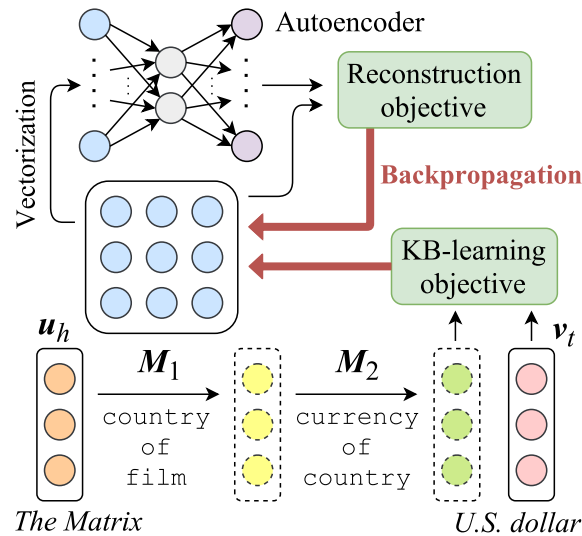 Autoencoder
Vectorization
Reconstruction
objective
Backpropagation
KB-learning
objective
u_h
M_1
M_2
v_t
country
of
film
currency
of
country
The Matrix
U.S. dollar